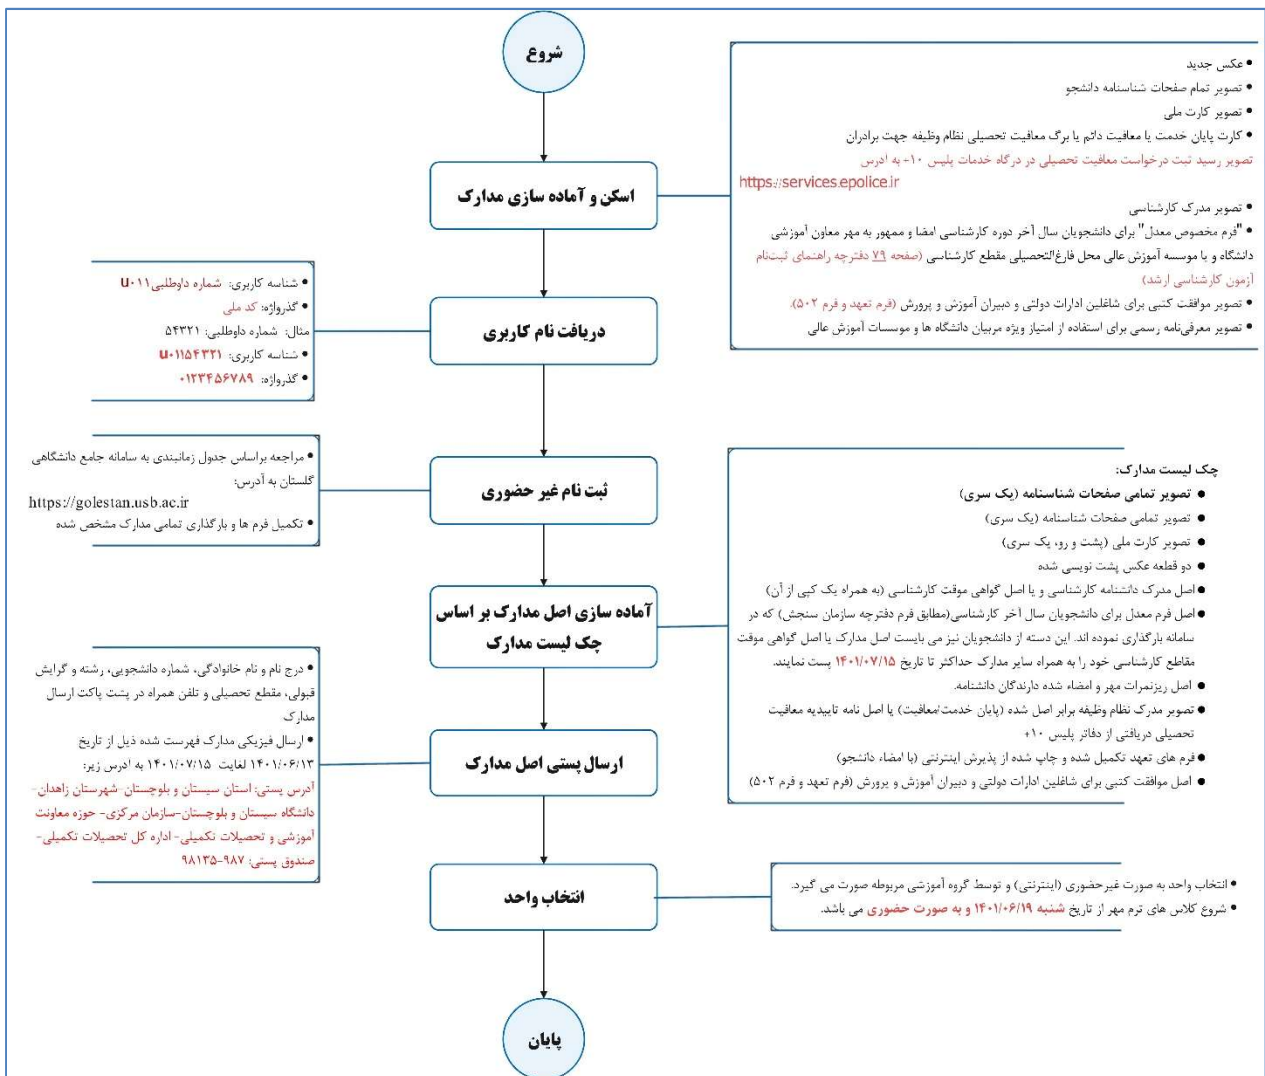 شروع
• عکس جدید
• تصویر تمام صفحات شناسنامه دانشجو
• تصویر کارت ملی
• کارت پایان خدمت یا معافیت دائم یا برگ معافیت تحصیلی نظام وظیفه جهت برادران
تصویر رسید ثبت درخواست معافیت تحصیلی در درگاه خدمات پلیس ۱۰+ به ادرس
https://services.epolice.ir
• تصویر مدرک کارشناسی
• "فرم مخصوص معدل" برای دانشجویان سال آخر دوره کارشناسی امضا و ممهور به مهر معاون آموزشی
دانشگاه و با موسسه آموزش عالی محل فارغ‌التحصیلی مقطع کارشناسی (صفحه ۷۹ دفترچه راهنمای ثبت‌نام
آزمون کارشناسی ارشد)
• تصویر موافقت کتبی برای شاغلین ادارات دولتی و دبیران آموزش و پرورش (فرم تعهد و فرم ۵۰۲).
• تصویر معرفی‌نامه رسمی برای استفاده از امتیاز ویژه مربیان دانشگاه ها و موسسات آموزش عالی
اسکن و آماده سازی مدارک
• شناسه کاربری: شماره داوطلبی u۰۱۱
• گذرواژه: کد ملی
مثال: شماره داوطلبی: ۵۴۳۲۱
• شناسه کاربری: u۰۱۱۵۴۳۲۱
• گذرواژه: ۰۱۲۳۴۵۶۷۸۹
دریافت نام کاربری
• مراجعه براساس جدول زمانبندی به سامانه جامع دانشگاهی
گلستان به آدرس:
https://golestan.usb.ac.ir
• تکمیل فرم ها و بارگذاری تمامی مدارک مشخص شده
ثبت نام غیر حضوری
چک لیست مدارک:
• تصویر تمامی صفحات شناسنامه (یک سری)
• تصویر تمامی صفحات شناسنامه (یک سری)
• تصویر کارت ملی (پشت و رو، یک سری)
• دو قطعه عکس پشت نویسی شده
• اصل مدرک دانشنامه کارشناسی و یا اصل گواهی موقت کارشناسی (به همراه یک کپی از آن)
• اصل فرم معدل برای دانشجویان سال آخر کارشناسی(مطابق فرم دفترچه سازمان سنجش) که در
سامانه بارگذاری نموده اند. این دسته از دانشجویان نیز می بایست اصل مدارک یا اصل گواهی موقت
مقاطع کارشناسی خود را به همراه سایر مدارک حداکثر تا تاریخ ۱۴۰۱/۰۷/۱۵ پست نمایند.
• اصل ریزنمرات مهر و امضاء شده دارندگان دانشنامه.
• تصویر مدرک نظام وظیفه برابر اصل شده (پایان خدمت/معافیت) یا اصل نامه تاییدیه معافیت
تحصیلی دریافتی از دفاتر پلیس ۱۰+
• فرم های تعهد تکمیل شده و چاپ شده از پذیرش اینترنتی (با امضاء دانشجو)
• اصل موافقت کتبی برای شاغلین ادارات دولتی و دبیران آموزش و پرورش (فرم تعهد و فرم ۵۰۲)
آماده سازی اصل مدارک بر اساس
چک لیست مدارک
• درج نام و نام خانوادگی، شماره دانشجویی، رشته و گرایش
قبولی، مقطع تحصیلی و تلفن همراه در پشت پاکت ارسال
مدارک
• ارسال فیزیکی مدارک فهرست شده ذیل از تاریخ
۱۴۰۱/۰۶/۱۳ لغایت ۱۴۰۱/۰۷/۱۵ به ادرس زیر:
آدرس پستی: استان سیستان و بلوچستان-شهرستان زاهدان-
دانشگاه سیستان و بلوچستان-سازمان مرکزی- حوزه معاونت
آموزشی و تحصیلات تکمیلی- اداره کل تحصیلات تکمیلی-
صندوق پستی: ۹۸۷-۹۸۱۳۵
ارسال پستی اصل مدارک
انتخاب واحد
• انتخاب واحد به صورت غیرحضوری (اینترنتی) و توسط گروه آموزشی مربوطه صورت می گیرد.
• شروع کلاس های ترم مهر از تاریخ شنبه ۱۴۰۱/۰۶/۱۹ و به صورت حضوری می باشد.
پایان